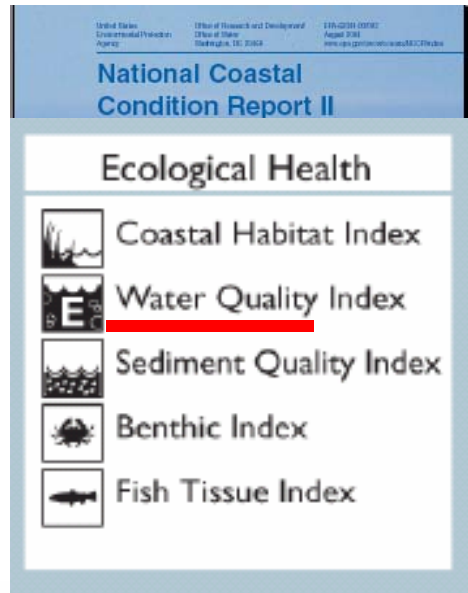 United States
Environmental Protection
Agency
Office of Research and Development
Office of Water
Washington, DC 20460
August
National Coastal
Condition Report II
Ecological Health
Coastal Habitat Index
E
Water Quality Index
Sediment Quality Index
Benthic Index
Fish Tissue Index